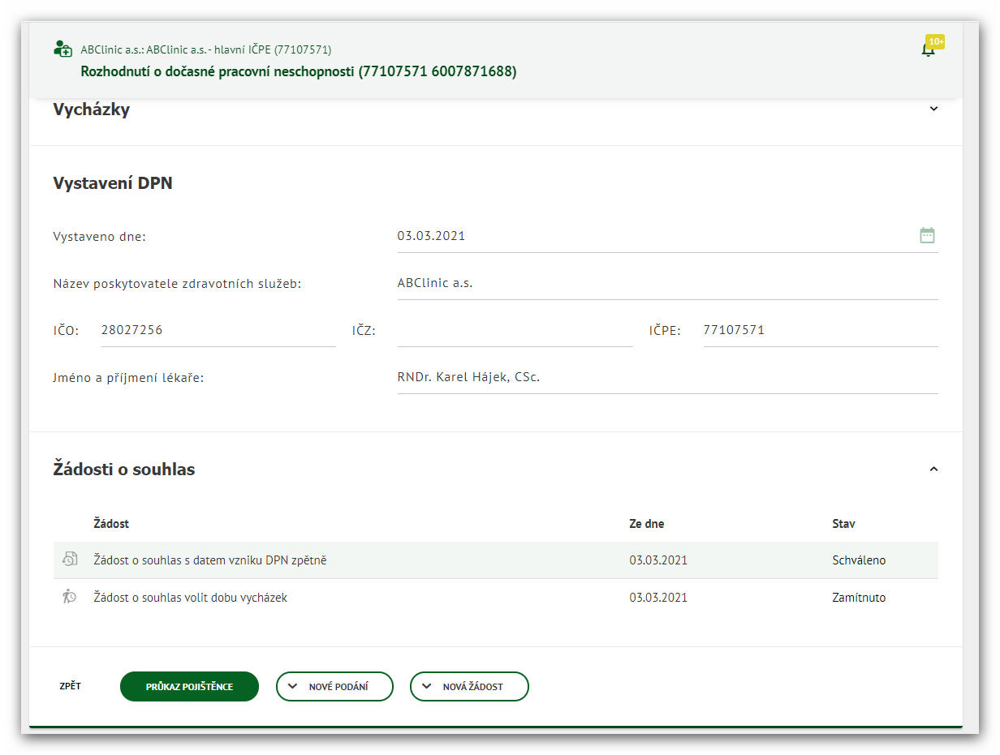 ABClinic a.s.: ABClinic a.s. - hlavní IČPE (77107571)
10+
Rozhodnutí o dočasné pracovní neschopnosti (77107571 6007871688)
Vycházky
Vystavení DPN
Vystaveno dne: 03.03.2021
Název poskytovatele zdravotních služeb: ABClinic a.s.
IČO: 28027256 IČZ: IČPE: 77107571
Jméno a příjmení lékaře: RNDr. Karel Hájek, CSc.
Žádosti o souhlas
Žádost Ze dne Stav
Žádost o souhlas s datem vzniku DPN zpětně 03.03.2021 Schváleno
Žádost o souhlas volit dobu vycházek 03.03.2021 Zamítnuto
ZPĚT PRŮKAZ POJIŠTĚNCE NOVÉ PODÁNÍ NOVÁ ŽÁDOST